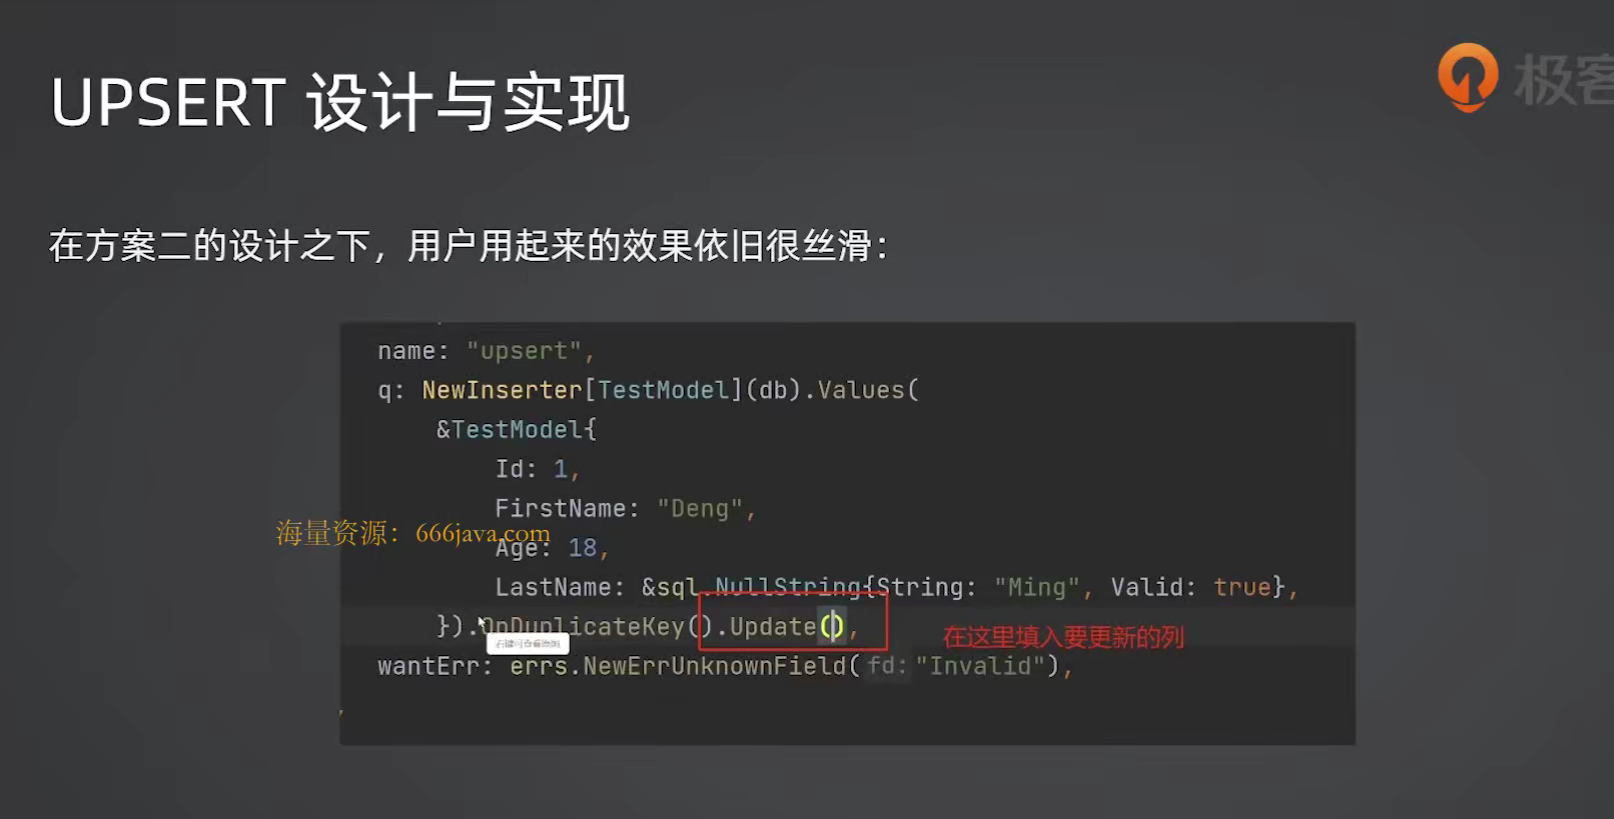 UPSERT 设计与实现
极客
在方案二的设计之下，用户用起来的效果依旧很丝滑：
name: "upsert",
q: NewInserter[TestModel](db).Values(
&TestModel{
Id: 1,
FirstName: "Deng",
海量资源：666java.com
Age: 18,
LastName: &sql.NullString{String: "Ming", Valid: true},
}).OnDuplicateKey().Update(),
在这里填入要更新的列
wantErr: errs.NewErrUnknownField( fd: "Invalid"),